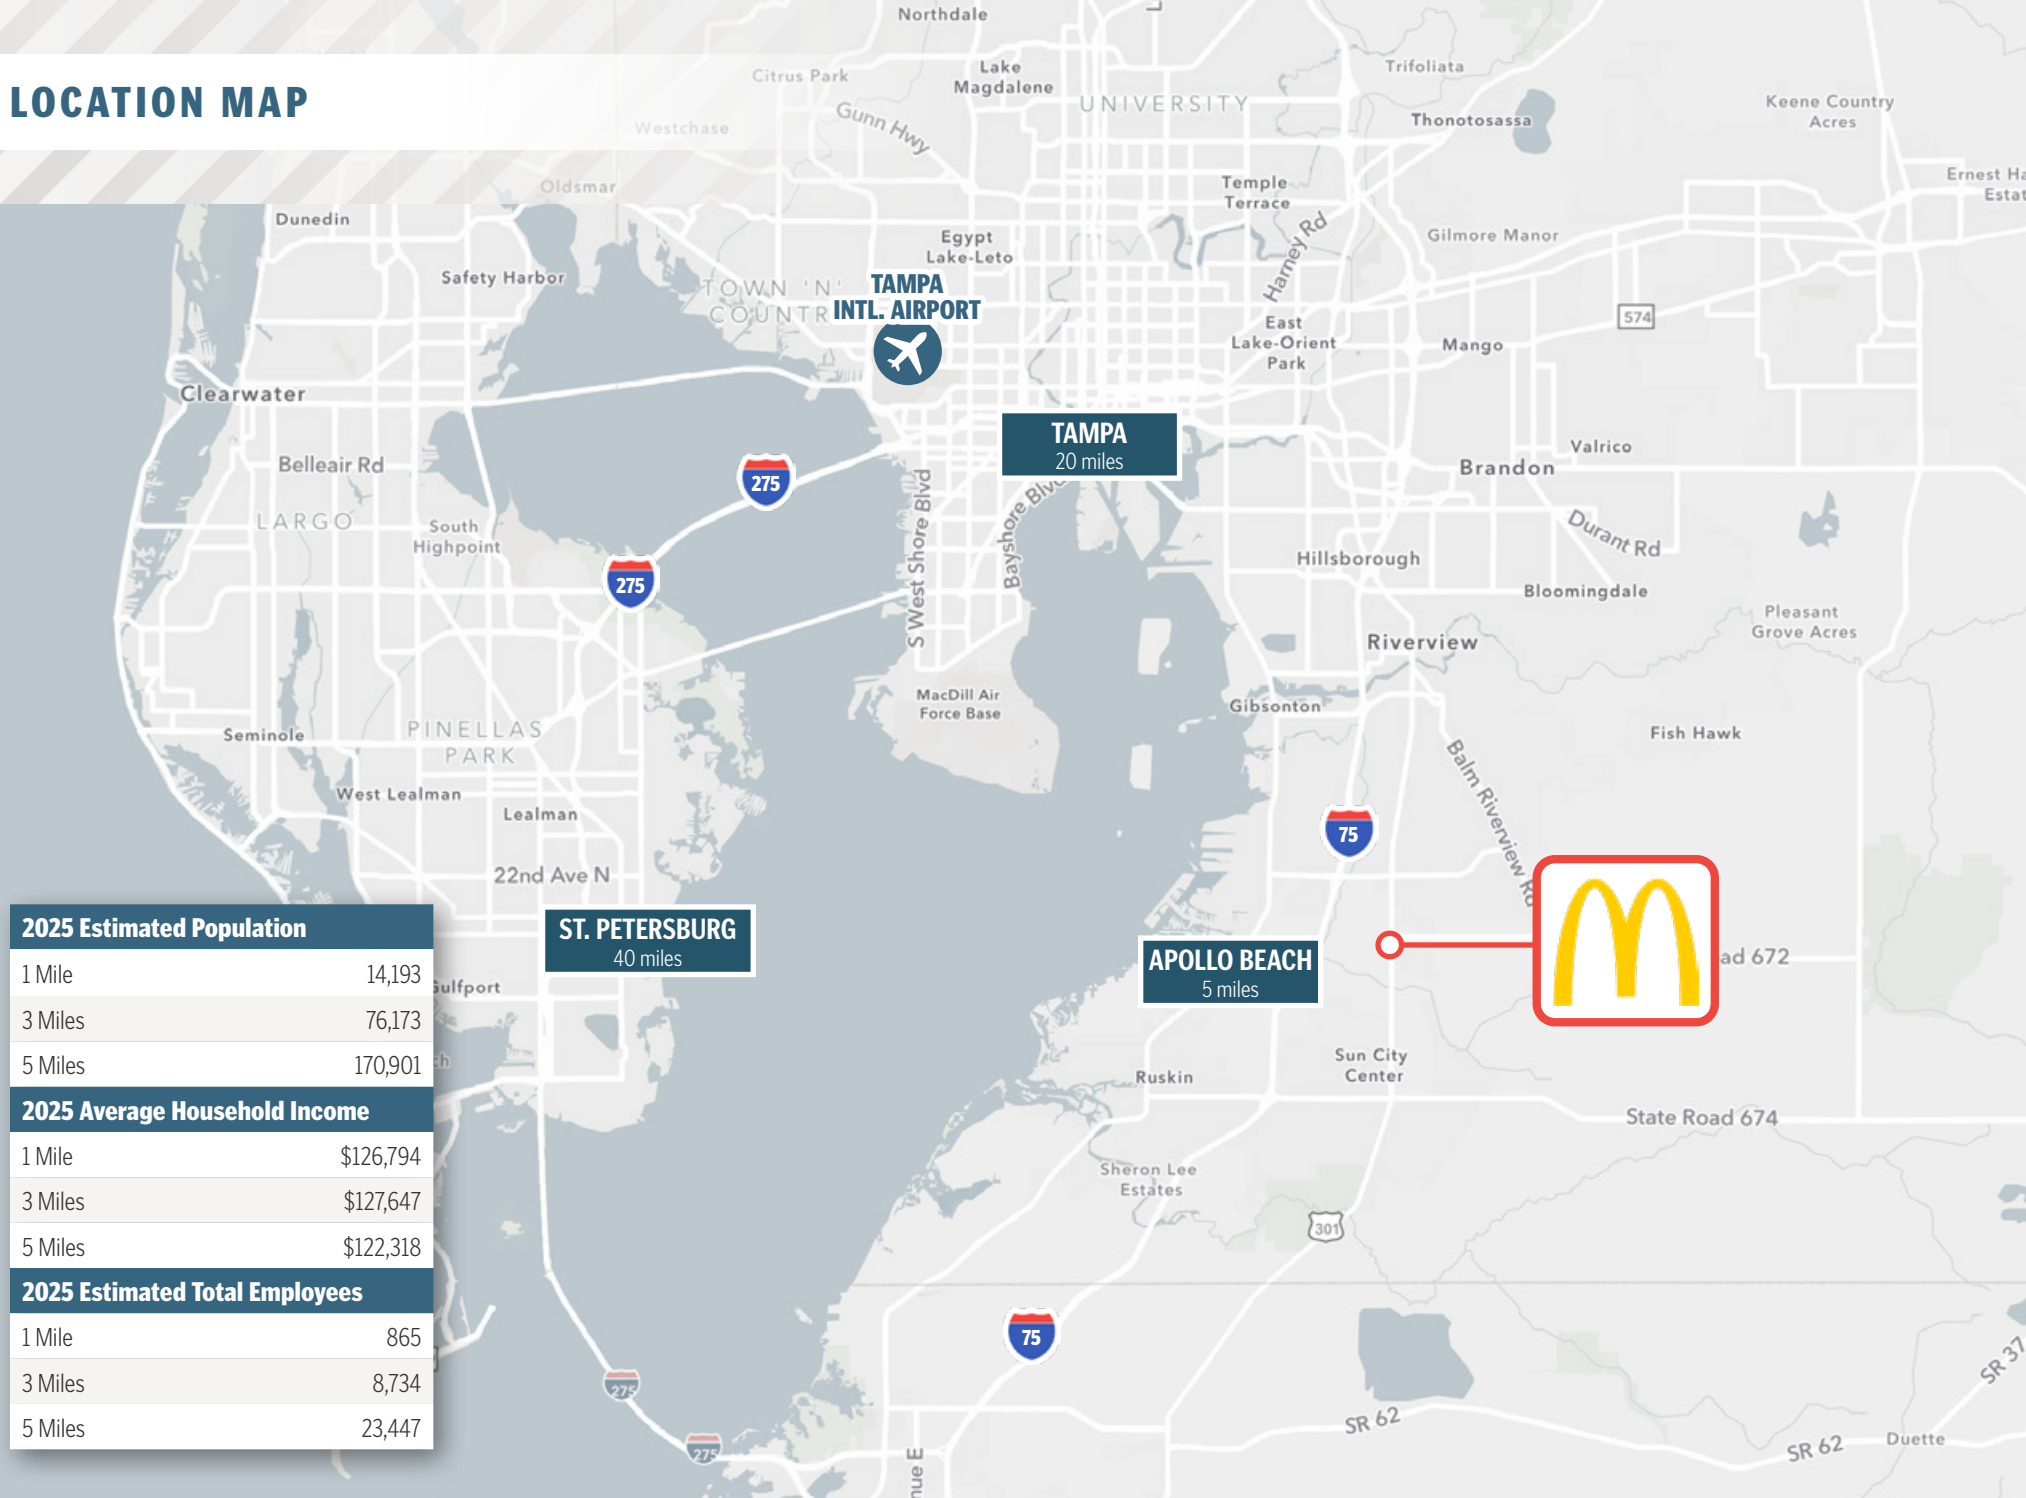 LOCATION MAP
Northdale
Citrus Park
Lake
Magdalene
UNIVERSITY
Trifoliata
Keene Country
Acres
Westchase
Gunn Hwy
Thonotosassa
Oldsmar
Temple
Terrace
Harney Rd
Dunedin
Egypt
Lake-Leto
Gilmore Manor
Safety Harbor
TOWN 'N'
TAMPA
INTL. AIRPORT
East
Lake-Orient
Park
574
Mango
Clearwater
TAMPA
20 miles
Valrico
Brandon
Belleair Rd
275
S West Shore Blvd
Bayshore Blvd
LARGO
South
Highpoint
Durant Rd
275
Hillsborough
Bloomingdale
Pleasant
Grove Acres
Riverview
MacDill Air
Force Base
Gibsonton
Seminole
PINELLAS
PARK
Fish Hawk
Balm Riverview Rd
West Lealman
Lealman
75
22nd Ave N
ST. PETERSBURG
40 miles
APOLLO BEACH
5 miles
ad 672
Gulfport
Sun City
Center
Ruskin
State Road 674
Sheron Lee
Estates
301
75
275
275
SR 62
SR 62
Duette
SR 37
2025 Estimated Population
1 Mile 14,193
3 Miles 76,173
5 Miles 170,901
2025 Average Household Income
1 Mile $126,794
3 Miles $127,647
5 Miles $122,318
2025 Estimated Total Employees
1 Mile 865
3 Miles 8,734
5 Miles 23,447